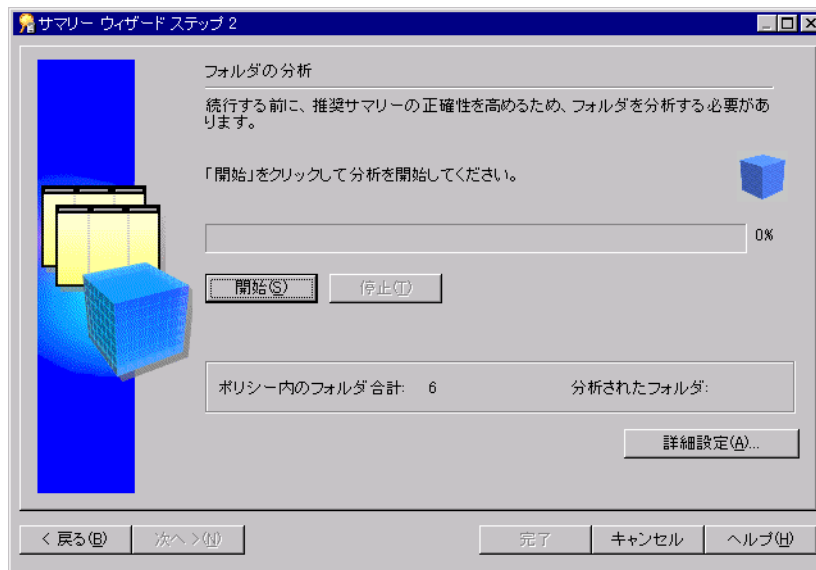 サマリー ウィザード ステップ 2
フォルダの分析
続行する前に、推奨サマリーの正確性を高めるため、フォルダを分析する必要があ
ります。
「開始」をクリックして分析を開始してください。
0%
開始(S) 停止(T)
ポリシー内のフォルダ合計: 6 分析されたフォルダ:
詳細設定(A)...
< 戻る(B) 次へ >(N) 完了 キャンセル ヘルプ(H)